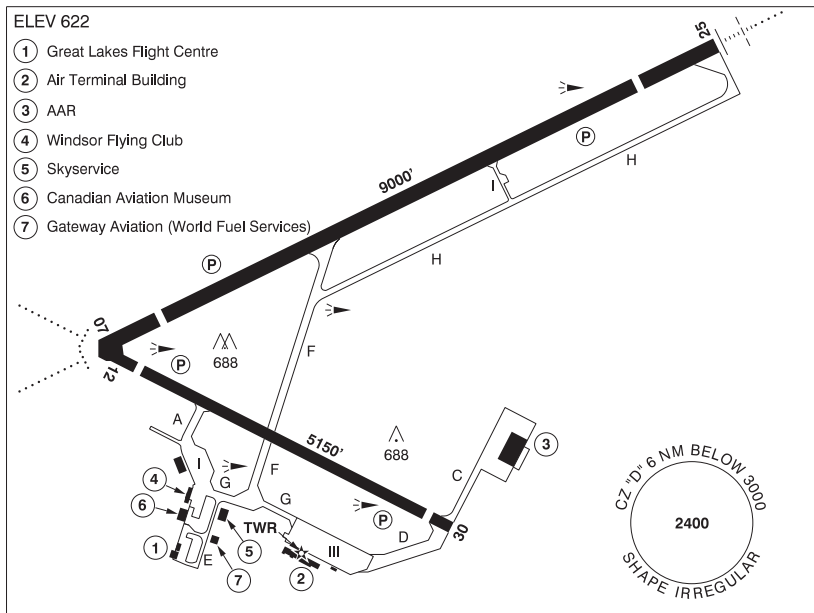 ELEV 622
1 Great Lakes Flight Centre
2 Air Terminal Building
3 AAR
4 Windsor Flying Club
5 Skyservice
6 Canadian Aviation Museum
7 Gateway Aviation (World Fuel Services)
25
P
H
I
9000'
H
P
07
F
688
P
12
A
5150'
688
3
I
F
C
G
G
4
P
30
6
TWR
III
D
1
E
5
7
2
CZ "D" 6 NM BELOW 3000
2400
SHAPE IRREGULAR